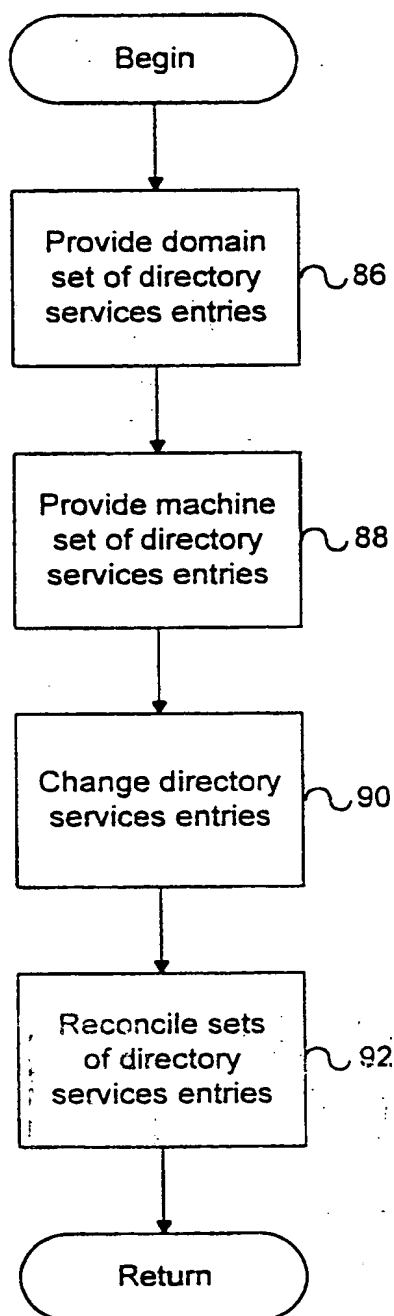 Begin
Provide domain
set of directory
services entries
86
Provide machine
set of directory
services entries
88
Change directory
services entries
90
Reconcile sets
of directory
services entries
92
Return